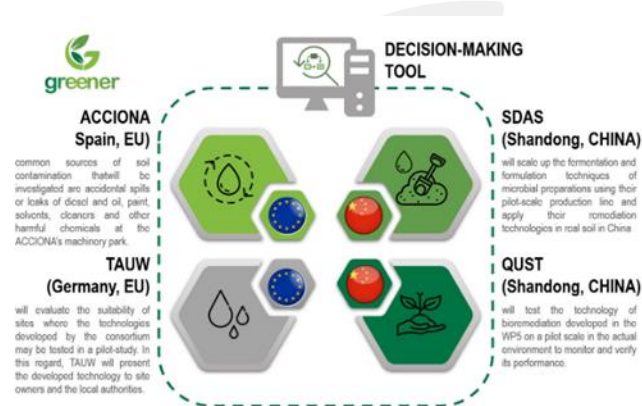 greener
DECISION-MAKING
TOOL
ACCIONA
Spain, EU)
common sources of soil
contamination thatwill be
investigated are accidental spills
or leaks of diesel and oil, paint,
solvents, cleaners and other
harmful chemicals at the
ACCIONA's machinery park.
TAUW
(Germany, EU)
will evaluate the suitability of
sites where the technologies
developed by the consortium
may be tested in a pilot-study. In
this regard, TAUW will present
the developed technology to site
owners and the local authorities.
SDAS
(Shandong, CHINA)
will scale up the fermentation and
formulation techniques of
microbial preparations using their
pilot-scale production line and
apply their remediation
technologies in real soil in China
QUST
(Shandong, CHINA)
will test the technology of
bioremediation developed in the
WP5 on a pilot scale in the actual
environment to monitor and verify
its performance.